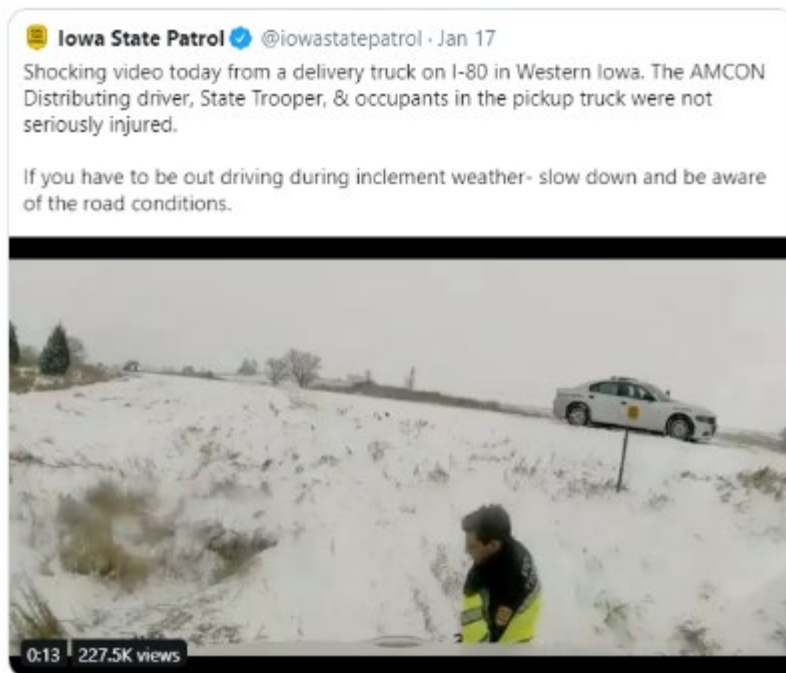 Iowa State Patrol @iowastatepatrol · Jan 17
Shocking video today from a delivery truck on I-80 in Western Iowa. The AMCON
Distributing driver, State Trooper, & occupants in the pickup truck were not
seriously injured.
If you have to be out driving during inclement weather- slow down and be aware
of the road conditions.
0:13 227.5K views